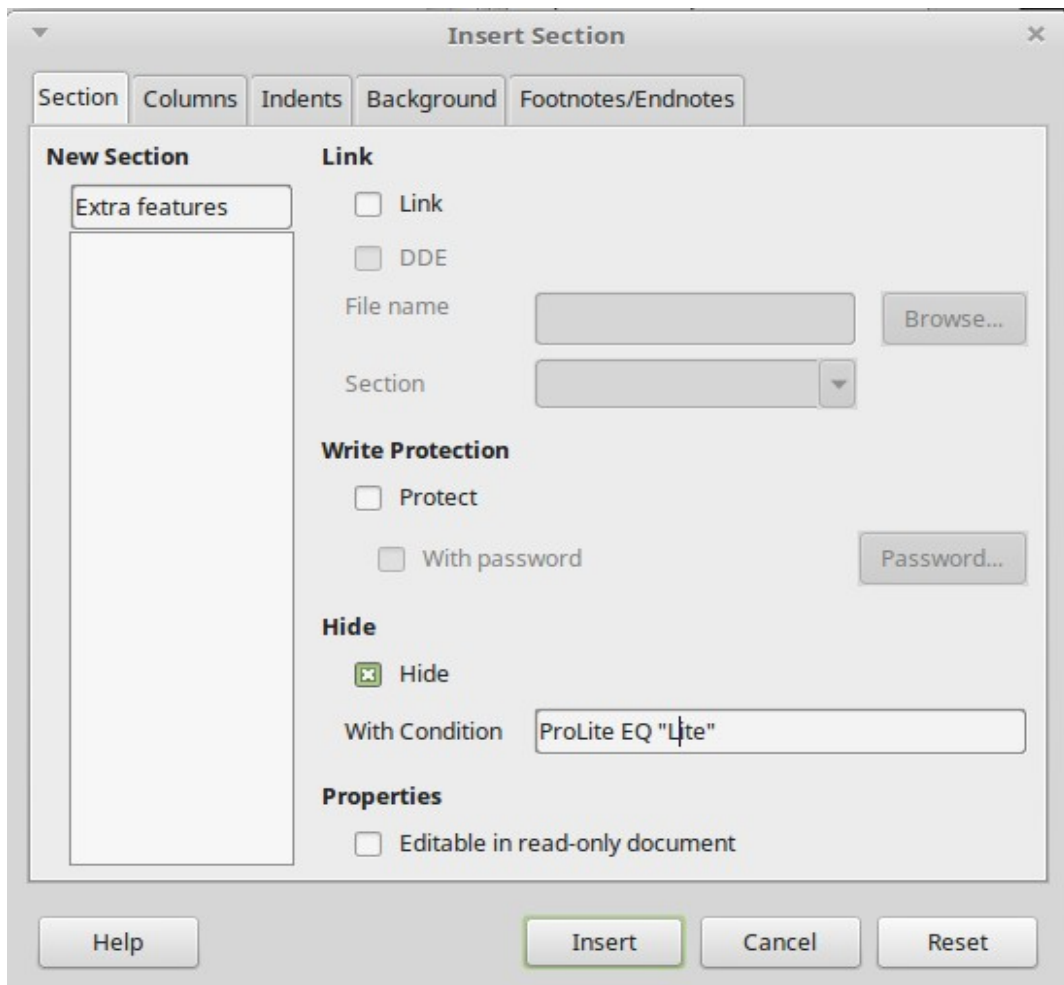 Insert Section
Section Columns Indents Background Footnotes/Endnotes
New Section
Extra features
Link
Link
DDE
File name
Browse...
Section
Write Protection
Protect
With password
Password...
Hide
Hide
With Condition
ProLite EQ "Lite"
Properties
Editable in read-only document
Help Insert Cancel Reset